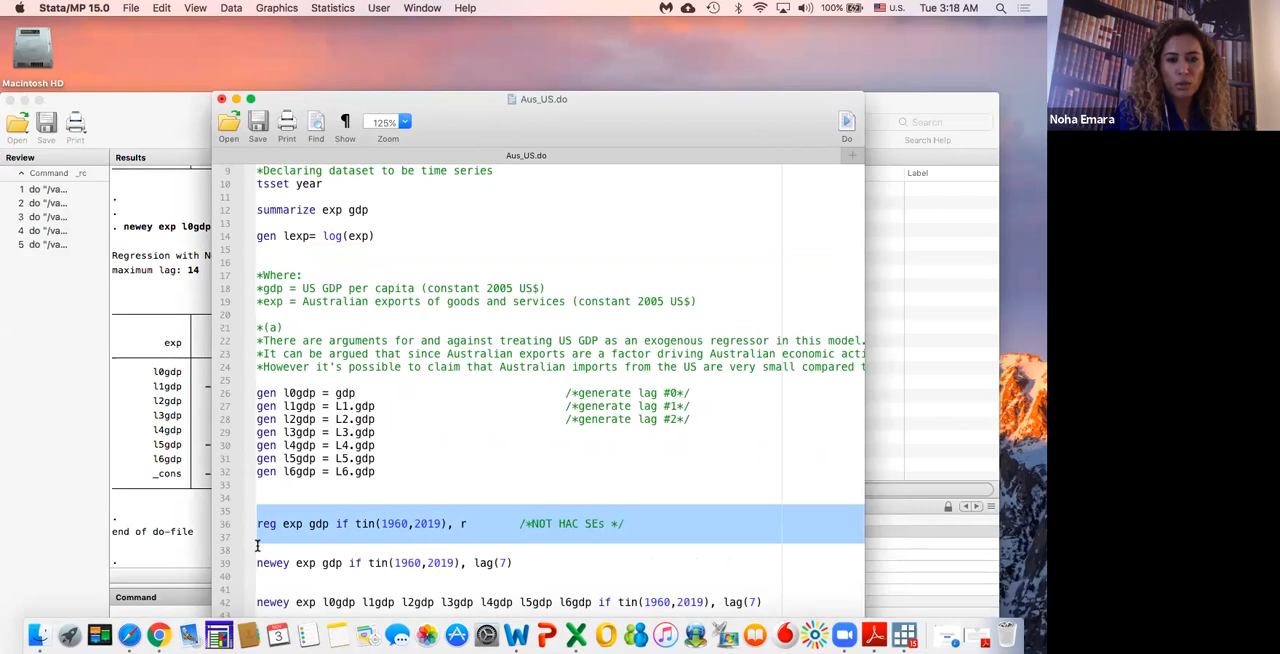 Stata/MP 15.0 File Edit View Data Graphics Statistics User Window Help 100% U.S. Tue 3:18 AM
Macintosh HD
Noha Emara
Aus_US.do
Open Save Print
Open Save Print Find Show 125% Zoom Do
Search
Search Help
Review Results
Aus_US.do
Command _rc
Label
1 do "/va...
2 do "/va...
3 do "/va...
4 do "/va...
5 do "/va...
.
.
. newey exp l0gdp
Regression with N
maximum lag: 14
exp
l0gdp
l1gdp
l2gdp
l3gdp
l4gdp
l5gdp
l6gdp
_cons
.
end of do-file
.
Command
9 *Declaring dataset to be time series
10 tsset year
11
12 summarize exp gdp
13
14 gen lexp= log(exp)
15
16
17 *Where:
18 *gdp = US GDP per capita (constant 2005 US$)
19 *exp = Australian exports of goods and services (constant 2005 US$)
20
21 *(a)
22 *There are arguments for and against treating US GDP as an exogenous regressor in this model.
23 *It can be argued that since Australian exports are a factor driving Australian economic acti
24 *However it's possible to claim that Australian imports from the US are very small compared t
25
26 gen l0gdp = gdp /*generate lag #0*/
27 gen l1gdp = L1.gdp /*generate lag #1*/
28 gen l2gdp = L2.gdp /*generate lag #2*/
29 gen l3gdp = L3.gdp
30 gen l4gdp = L4.gdp
31 gen l5gdp = L5.gdp
32 gen l6gdp = L6.gdp
33
34
35
36 reg exp gdp if tin(1960,2019), r /*NOT HAC SEs */
37
38
39 newey exp gdp if tin(1960,2019), lag(7)
40
41
42 newey exp l0gdp l1gdp l2gdp l3gdp l4gdp l5gdp l6gdp if tin(1960,2019), lag(7)